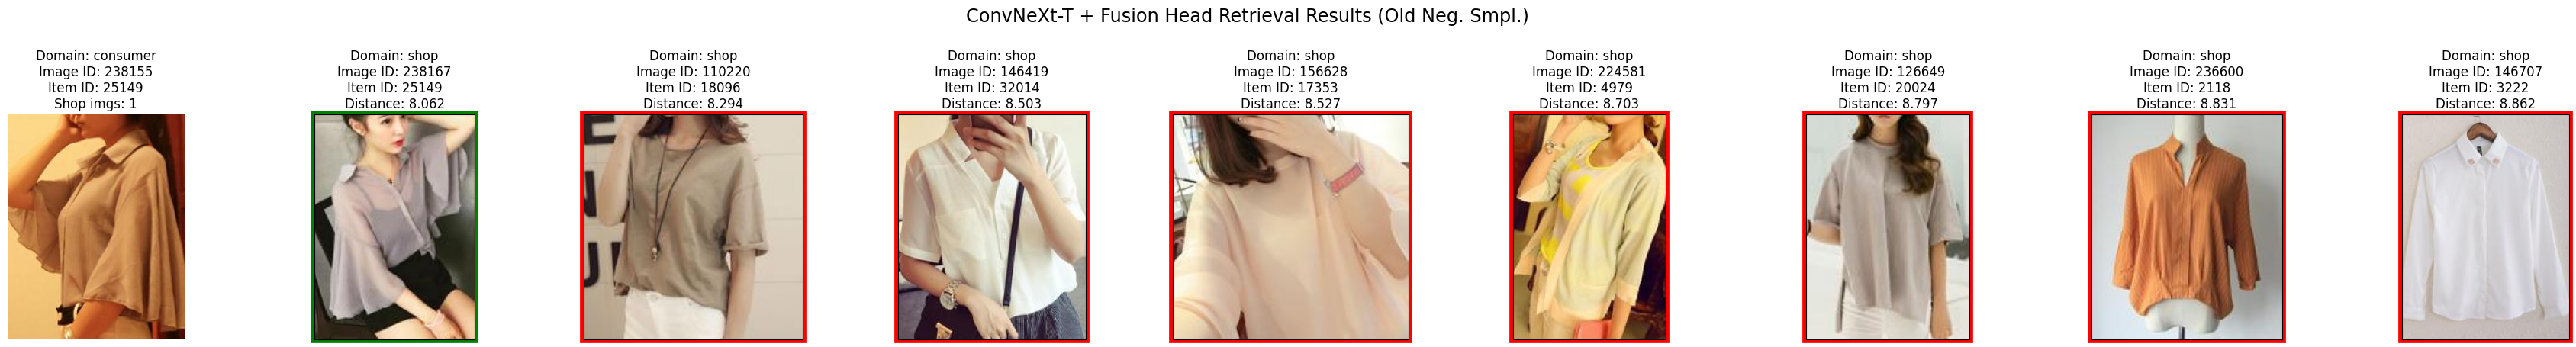 ConvNeXt-T + Fusion Head Retrieval Results (Old Neg. Smpl.)
Domain: consumer
Image ID: 238155
Item ID: 25149
Shop imgs: 1
Domain: shop
Image ID: 238167
Item ID: 25149
Distance: 8.062
Domain: shop
Image ID: 110220
Item ID: 18096
Distance: 8.294
Domain: shop
Image ID: 146419
Item ID: 32014
Distance: 8.503
Domain: shop
Image ID: 156628
Item ID: 17353
Distance: 8.527
Domain: shop
Image ID: 224581
Item ID: 4979
Distance: 8.703
Domain: shop
Image ID: 126649
Item ID: 20024
Distance: 8.797
Domain: shop
Image ID: 236600
Item ID: 2118
Distance: 8.831
Domain: shop
Image ID: 146707
Item ID: 3222
Distance: 8.862